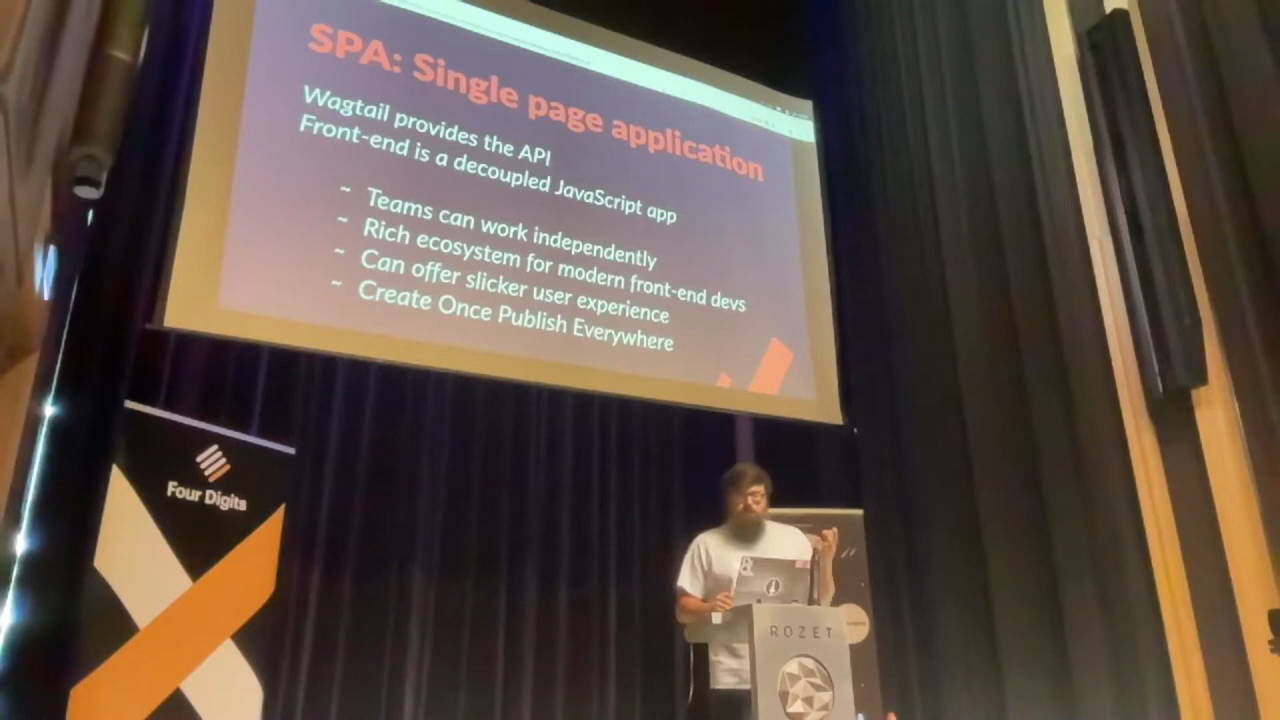 SPA: Single page application
Wagtail provides the API
Front-end is a decoupled JavaScript app
- Teams can work independently
- Rich ecosystem for modern front-end devs
- Can offer slicker user experience
- Create Once Publish Everywhere
Four Digits
&
ROZET